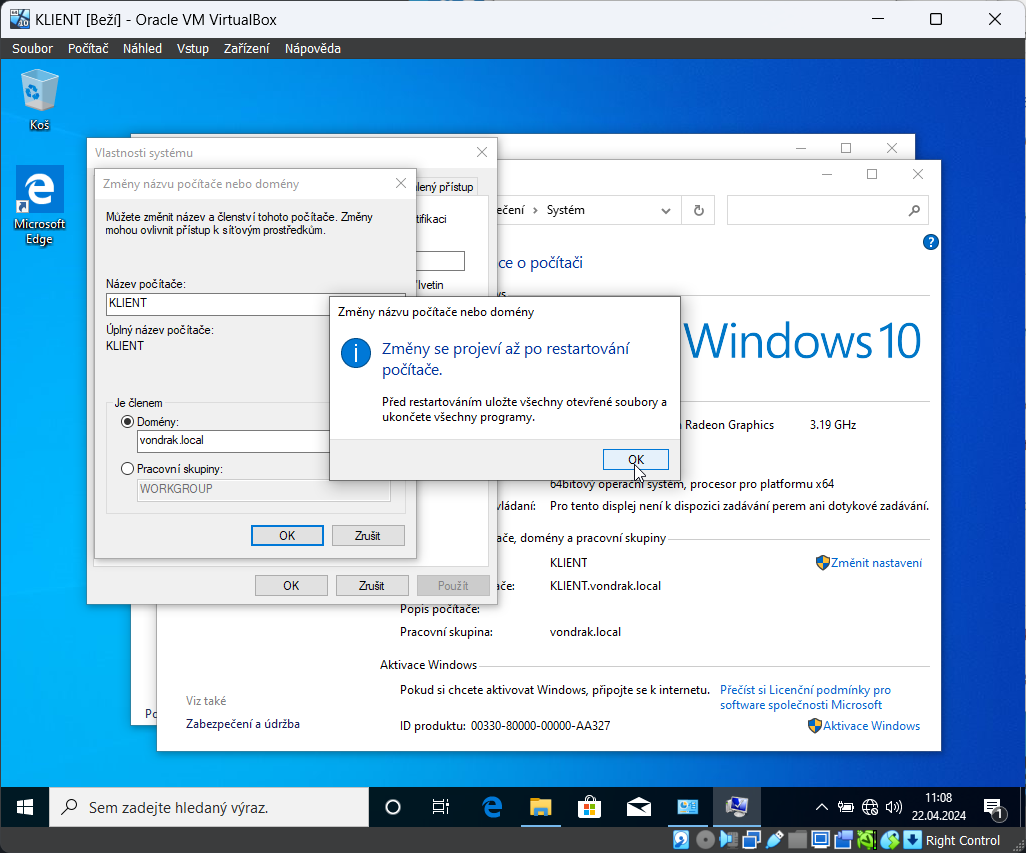 KLIENT [Beží] - Oracle VM VirtualBox
Soubor Počítač Náhled Vstup Zařízení Nápověda
Koš
Microsoft
Edge
Vlastnosti systému
lený přístup
tifikaci
lvetin
Změny názvu počítače nebo domény
Můžete změnit název a členství tohoto počítače. Změny
mohou ovlivnit přístup k síťovým prostředkům.
Název počítače:
KLIENT
Úplný název počítače:
KLIENT
Je členem
Domény:
vondrak.local
Pracovní skupiny:
WORKGROUP
OK Zrušit
OK Zrušit Použít
Změny názvu počítače nebo domény
Změny se projeví až po restartování
počítače.
Před restartováním uložte všechny otevřené soubory a
ukončete všechny programy.
OK
ečení › Systém
ce o počítači
Windows 10
Radeon Graphics 3.19 GHz
64bitový operační systém, procesor pro platformu x64
vládaní: Pro tento displej není k dispozici zadávání perem ani dotykové zadávání.
ače, domény a pracovní skupiny
KLIENT
Změnit nastavení
ače: KLIENT.vondrak.local
Popis počítače:
Pracovní skupina: vondrak.local
Aktivace Windows
Pokud si chcete aktivovat Windows, připojte se k internetu. Přečíst si Licenční podmínky pro
software společnosti Microsoft
ID produktu: 00330-80000-00000-AA327
Aktivace Windows
Viz také
Zabezpečení a údržba
Sem zadejte hledaný výraz.
11:08
22.04.2024
1
Right Control